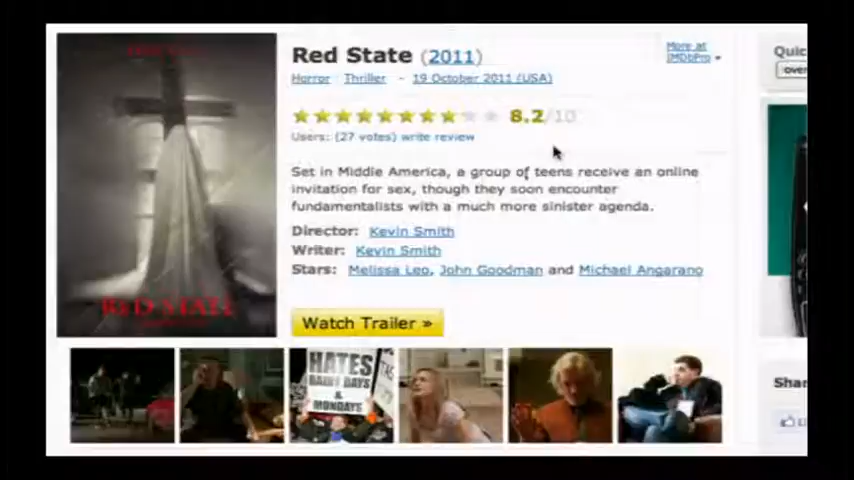 Red State (2011)
More at
IMDbPro
Quic
over
Horror Thriller - 19 October 2011 (USA)
8.2/10
Users: (27 votes) write review
Set in Middle America, a group of teens receive an online
invitation for sex, though they soon encounter
fundamentalists with a much more sinister agenda.
Director: Kevin Smith
Writer: Kevin Smith
Stars: Melissa Leo, John Goodman and Michael Angarano
RED STATE
Watch Trailer »
HATES
RAINY DAYS
&
MONDAYS
Shar